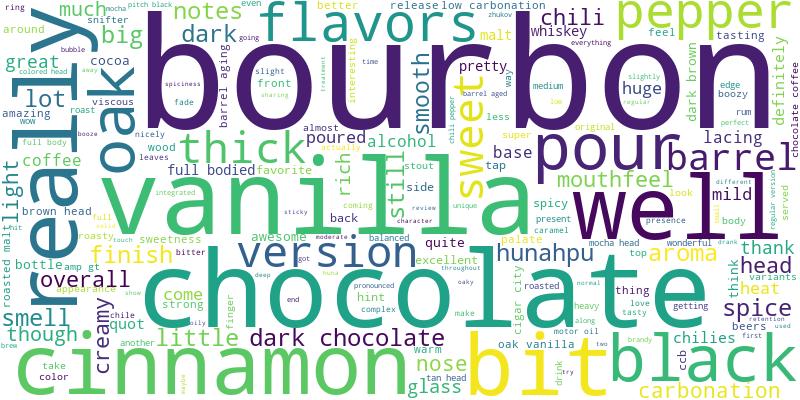 ring
mocha
pitch black
snifter
much
notes
better
release
low carbonation
zhukov
cigar city
chili
pepper
big
even
dark
flavors
whiskey
around
bubble
going
malt
feel
tasting
everything
great
colored head
away
cocoa
spiciness
barrel aging
slight
front
interesting
time
smooth
pretty
way
medium
huge
slightly
dark brown
edge
boozy
definitely
really
bourbon
lot
viscous
fade
treatment
sharing
chili pepper
barrel aged
less
low
regular
rum
perfect
chocolate coffee
amazing
wow
roast
booze
oak
nicely
almost
poured
alcohol
sweet
super
original
lacing
full body
wood
actually
base
pour
barrel
coffee
leaves
thick
full bodied
favorite
rich
still
stout
tap
mouthfeel
mild
light
brown head
vanilla
coming
side
spicy
present
well
look
small
different
regular version
served
integrated
back
review
unique
caramel
presence
body
full
solid
sticky
character
hit
roasty
awesome
moderate
balanced
palate
mocha head
wonderful
drank
roasted malt
smell
touch
sweetness
bitter
version
quite
hunahpu
top
aroma
thank
finish
got
excellent
bottle
amp gt
deep
huna
throughout
roasted
normal
head
overall
appearance
chocolate
pronounced
oaky
thing
think
variants
heat
show
come
end
hint
complex
make
heavy
love
tasty
getting
spice
strong
finger
oily
motor oil
along
beers
retention
used
though
creamy
chile
quot
another
little
dark chocolate
warm
oak vanilla
two
first
chilies
brew
cinnamon
nose
bit
brandy
black
ccb
take
color
maybe
tan head
glass
drink
try
carbonation